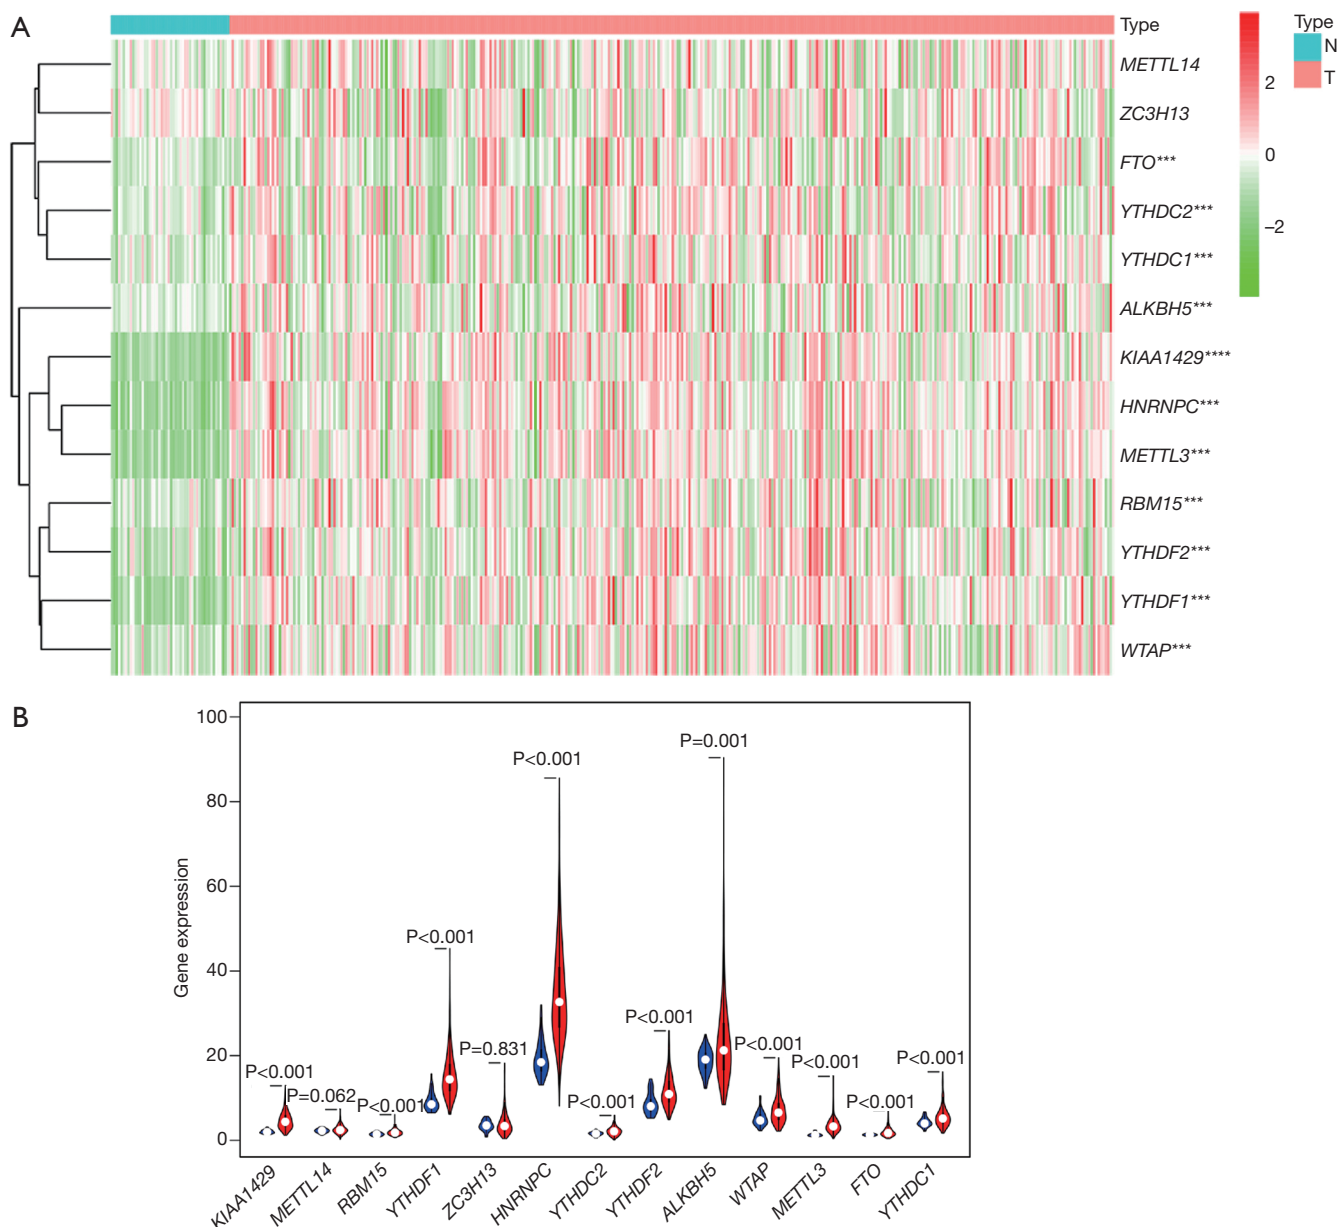 A
Type
Type
N
T
METTL14
ZC3H13
FTO***
YTHDC2***
YTHDC1***
ALKBH5***
KIAA1429****
HNRNPC***
METTL3***
RBM15***
YTHDF2***
YTHDF1***
WTAP***
2
0
–2
B
Gene expression
100
80
60
40
20
0
P<0.001
P=0.062
P<0.001
P<0.001
P=0.831
P<0.001
P<0.001
P<0.001
P=0.001
P<0.001
P<0.001
P<0.001
P<0.001
KIAA1429
METTL14
RBM15
YTHDF1
ZC3H13
HNRNPC
YTHDC2
YTHDF2
ALKBH5
WTAP
METTL3
FTO
YTHDC1